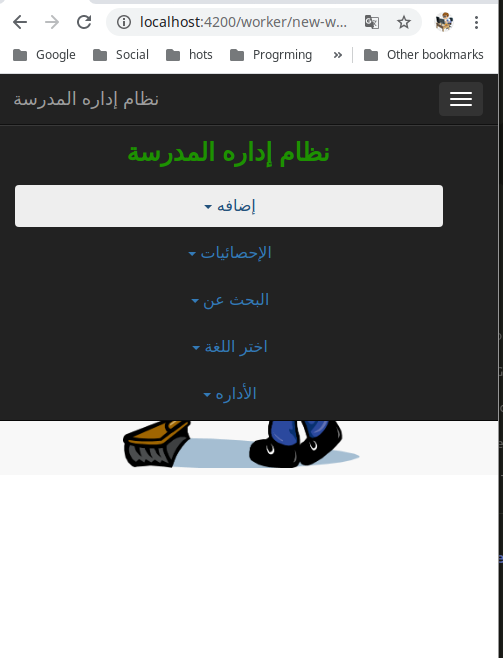 localhost:4200/worker/new-w...
Google Social hots Progrming » Other bookmarks
نظام إداره المدرسة
نظام إداره المدرسة
إضافه
الإحصائيات
البحث عن
اختر اللغة
الأداره